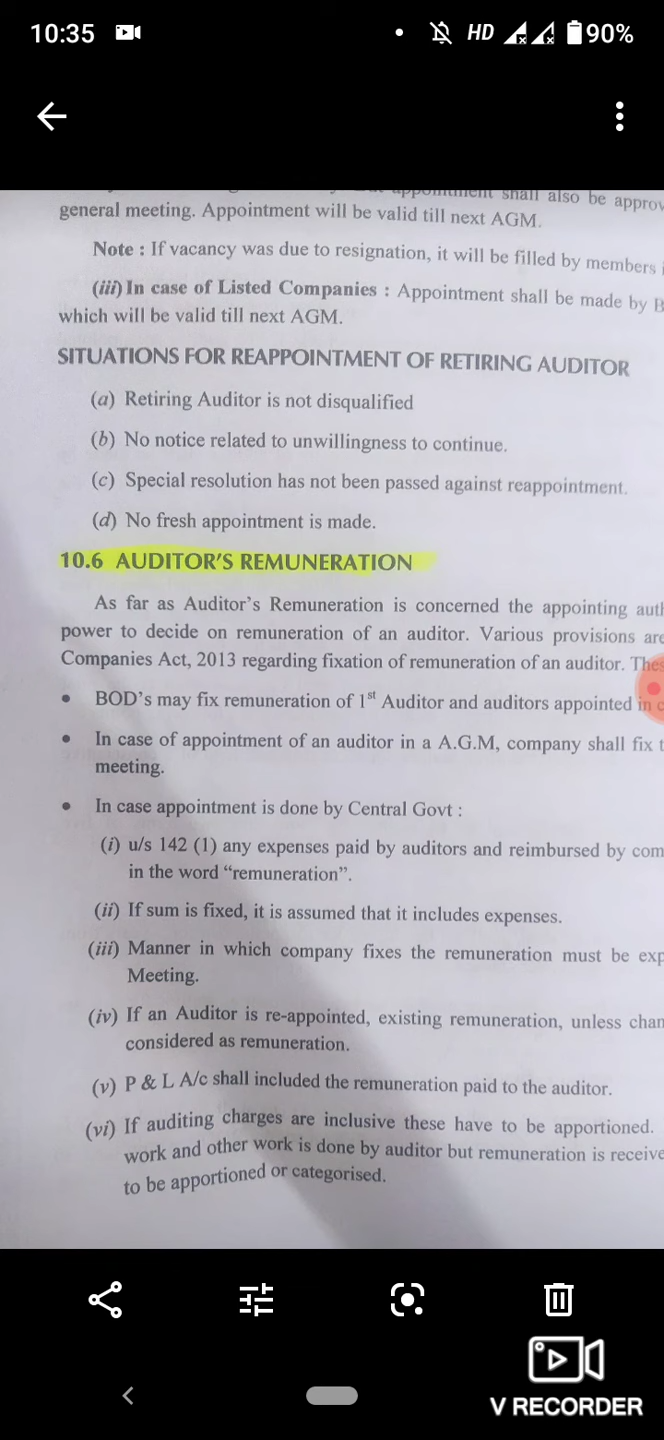 10:35 HD 90%
appointment shall also be
general meeting. Appointment will be valid till next AGM.
Note : If vacancy was due to resignation, it will be filled by members
(iii) In case of Listed Companies : Appointment shall be made by B
which will be valid till next AGM.
SITUATIONS FOR REAPPOINTMENT OF RETIRING AUDITOR
(a) Retiring Auditor is not disqualified
(b) No notice related to unwillingness to continue.
(c) Special resolution has not been passed against reappointment.
(d) No fresh appointment is made.
10.6 AUDITOR'S REMUNERATION
As far as Auditor's Remuneration is concerned the appointing
power to decide on remuneration of an auditor. Various provisions are
Companies Act, 2013 regarding fixation of remuneration of an auditor.
• BOD's may fix remuneration of 1st Auditor and auditors appointed in
• In case of appointment of an auditor in a A.G.M, company shall fix
meeting.
• In case appointment is done by Central Govt :
(i) u/s 142 (1) any expenses paid by auditors and reimbursed by com
in the word “remuneration”.
(ii) If sum is fixed, it is assumed that it includes expenses.
(iii) Manner in which company fixes the remuneration must be exp
Meeting.
(iv) If an Auditor is re-appointed, existing remuneration, unless chan
considered as remuneration.
(v) P & L A/c shall included the remuneration paid to the auditor.
(vi) If auditing charges are inclusive these have to be apportioned.
work and other work is done by auditor but remuneration is receive
to be apportioned or categorised.
V RECORDER